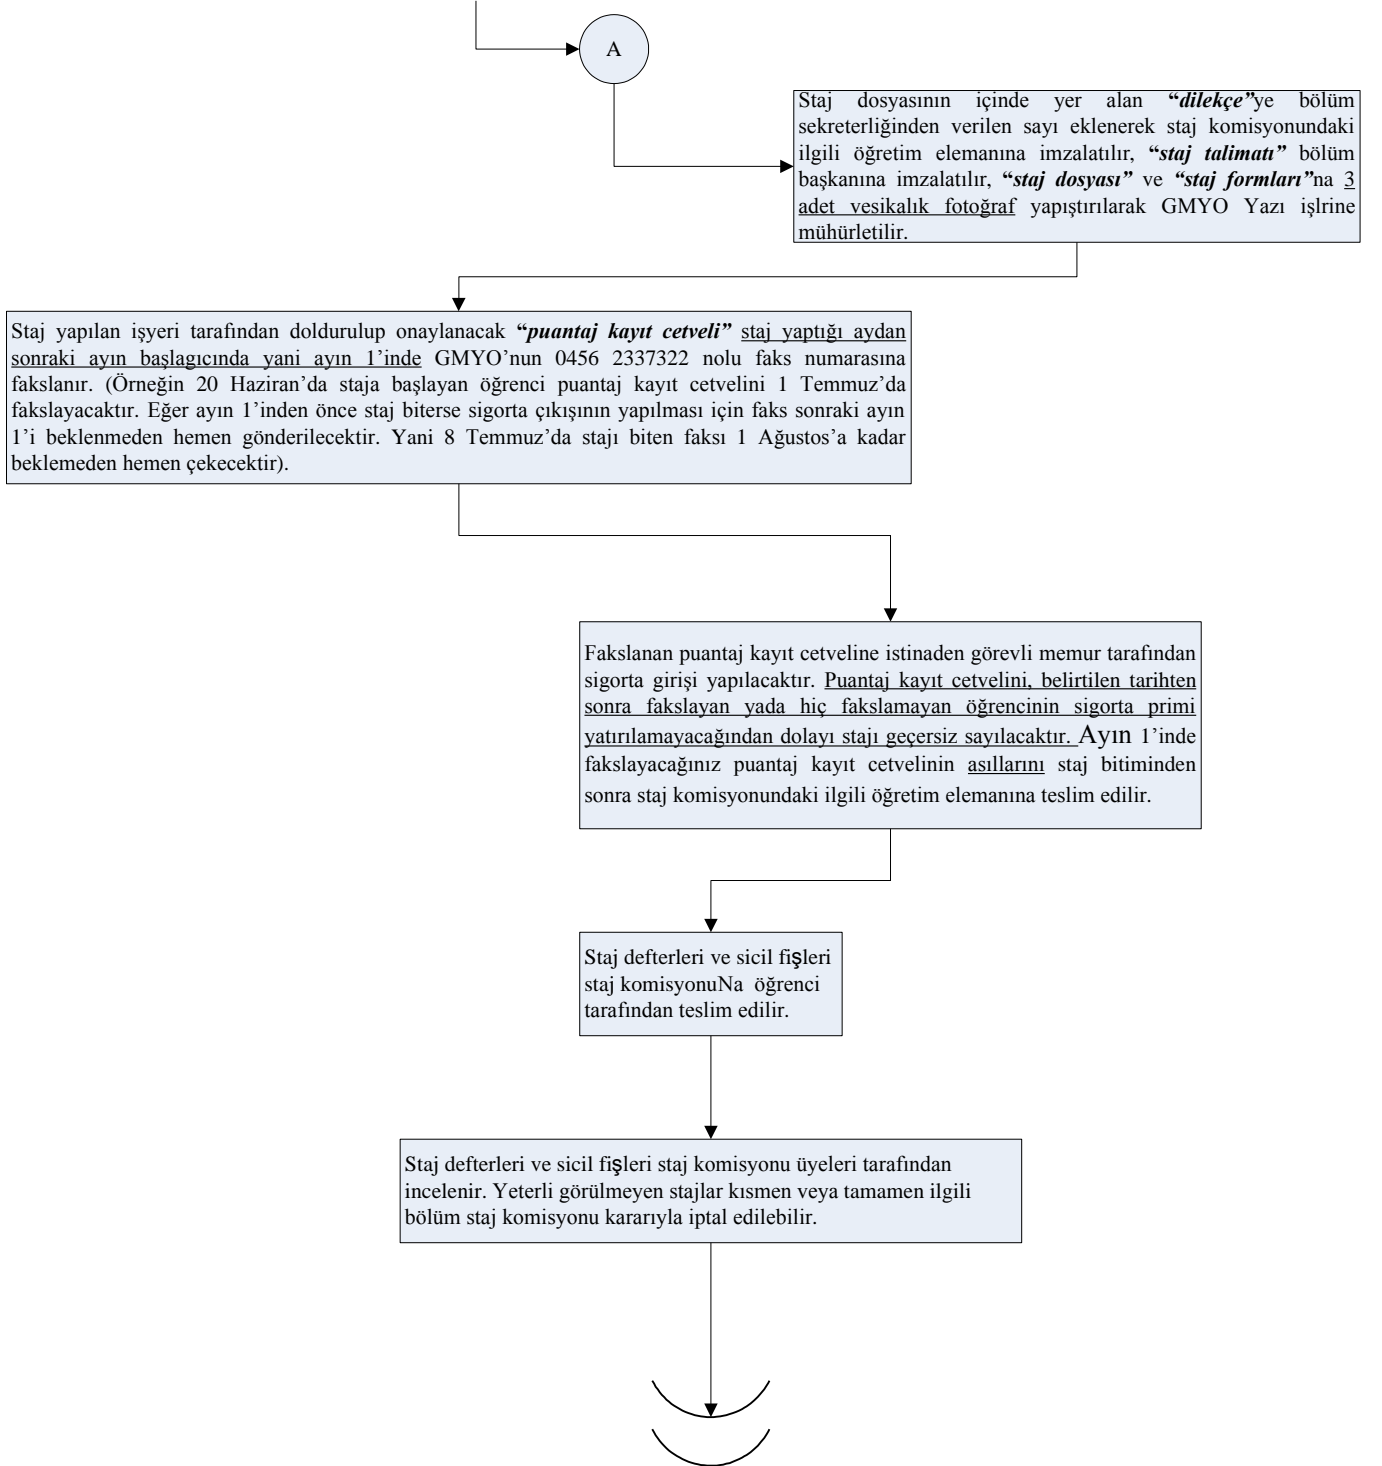 A
Staj dosyasının içinde yer alan “dilekçe”ye bölüm
sekreterliğinden verilen sayı eklenerek staj komisyonundaki
ilgili öğretim elemanına imzalatılır, “staj talimatı” bölüm
başkanına imzalatılır, “staj dosyası” ve “staj formları”na 3
adet vesikalık fotoğraf yapıştırılarak GMYO Yazı işlrine
mühürletilir.
Staj yapılan işyeri tarafından doldurulup onaylanacak “puantaj kayıt cetveli” staj yaptığı aydan
sonraki ayın başlagıcında yani ayın 1’inde GMYO’nun 0456 2337322 nolu faks numarasına
fakslanır. (Örneğin 20 Haziran’da staja başlayan öğrenci puantaj kayıt cetvelini 1 Temmuz’da
fakslayacaktır. Eğer ayın 1’inden önce staj biterse sigorta çıkışının yapılması için faks sonraki ayın
1’i beklenmeden hemen gönderilecektir. Yani 8 Temmuz’da stajı biten faksı 1 Ağustos’a kadar
beklemeden hemen çekecektir).
Fakslanan puantaj kayıt cetveline istinaden görevli memur tarafından
sigorta girişi yapılacaktır. Puantaj kayıt cetvelini, belirtilen tarihten
sonra fakslayan yada hiç fakslamayan öğrencinin sigorta primi
yatırılamayacağından dolayı stajı geçersiz sayılacaktır. Ayın 1’inde
fakslayacağınız puantaj kayıt cetvelinin asıllarını staj bitiminden
sonra staj komisyonundaki ilgili öğretim elemanına teslim edilir.
Staj defterleri ve sicil fişleri
staj komisyonuNa öğrenci
tarafından teslim edilir.
Staj defterleri ve sicil fişleri staj komisyonu üyeleri tarafından
incelenir. Yeterli görülmeyen stajlar kısmen veya tamamen ilgili
bölüm staj komisyonu kararıyla iptal edilebilir.